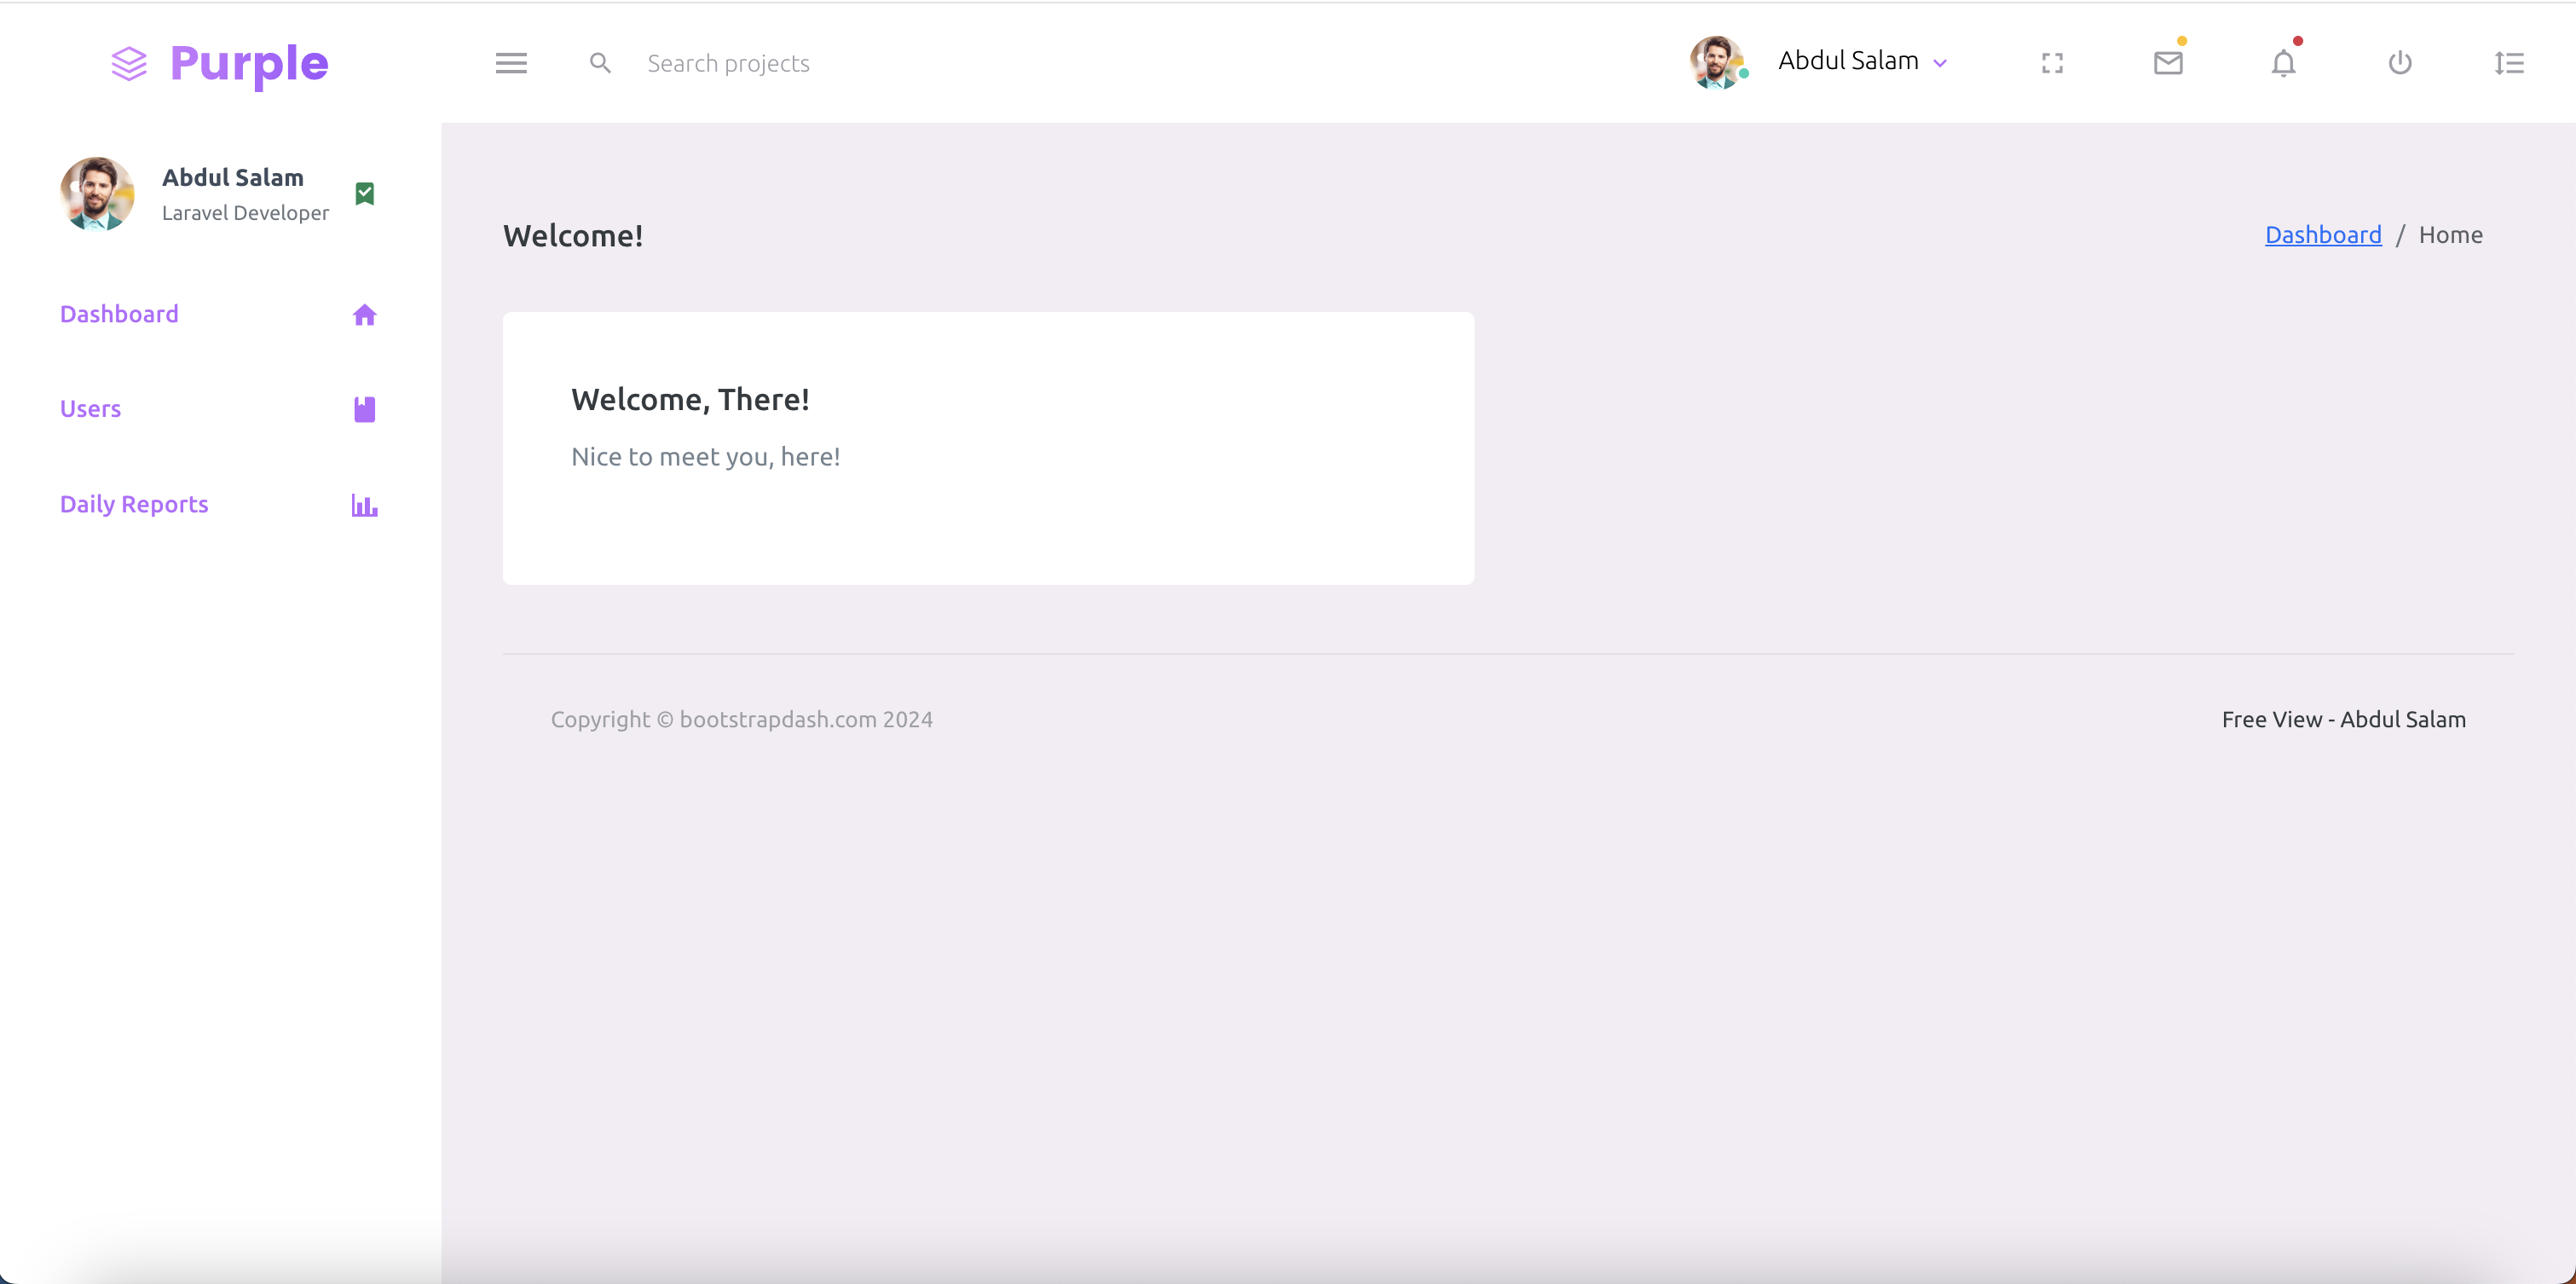 Purple
Search projects
Abdul Salam
Abdul Salam
Laravel Developer
Dashboard
Users
Daily Reports
Welcome!
Dashboard / Home
Welcome, There!
Nice to meet you, here!
Copyright © bootstrapdash.com 2024
Free View - Abdul Salam